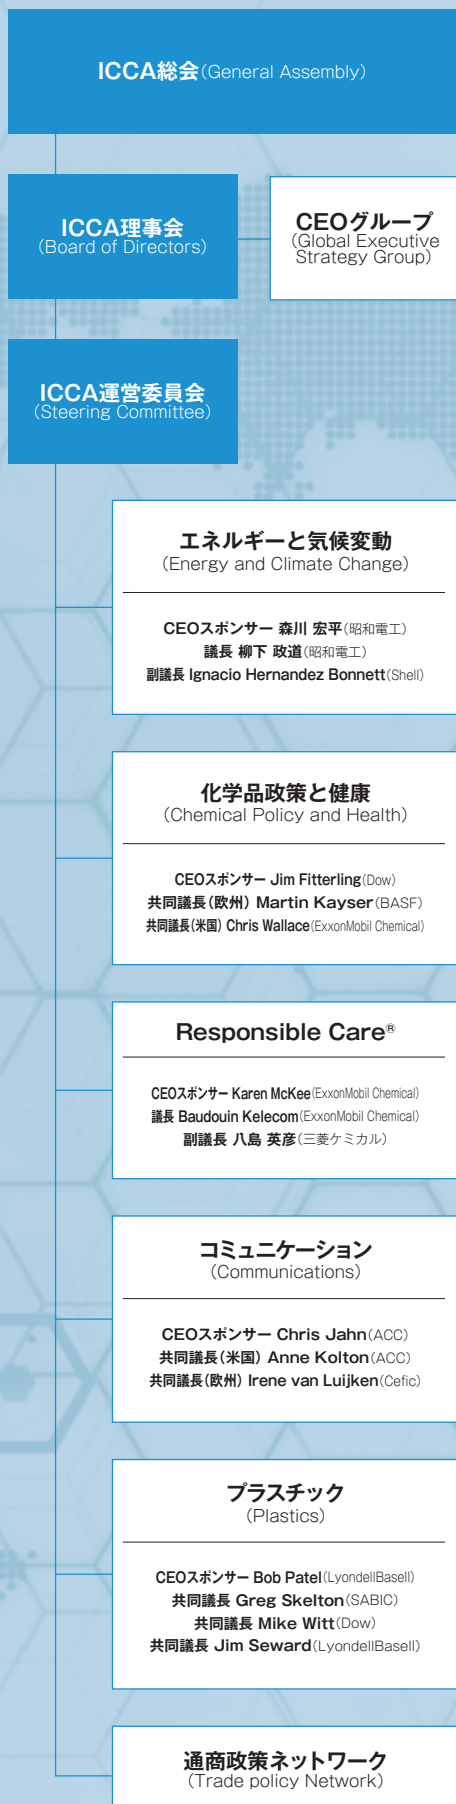 ICCA総会(General Assembly)
ICCA理事会
(Board of Directors)
CEOグループ
(Global Executive
Strategy Group)
ICCA運営委員会
(Steering Committee)
エネルギーと気候変動
(Energy and Climate Change)
CEOスポンサー 森川 宏平(昭和電工)
議長 柳下 政道(昭和電工)
副議長 Ignacio Hernandez Bonnett(Shell)
化学品政策と健康
(Chemical Policy and Health)
CEOスポンサー Jim Fitterling(Dow)
共同議長(欧州) Martin Kayser(BASF)
共同議長(米国) Chris Wallace(ExxonMobil Chemical)
Responsible Care®
CEOスポンサー Karen McKee(ExxonMobil Chemical)
議長 Baudouin Kelecom(ExxonMobil Chemical)
副議長 八島 英彦(三菱ケミカル)
コミュニケーション
(Communications)
CEOスポンサー Chris Jahn(ACC)
共同議長(米国) Anne Kolton(ACC)
共同議長(欧州) Irene van Luijken(Cefic)
プラスチック
(Plastics)
CEOスポンサー Bob Patel(LyondellBasell)
共同議長 Greg Skelton(SABIC)
共同議長 Mike Witt(Dow)
共同議長 Jim Seward(LyondellBasell)
通商政策ネットワーク
(Trade policy Network)